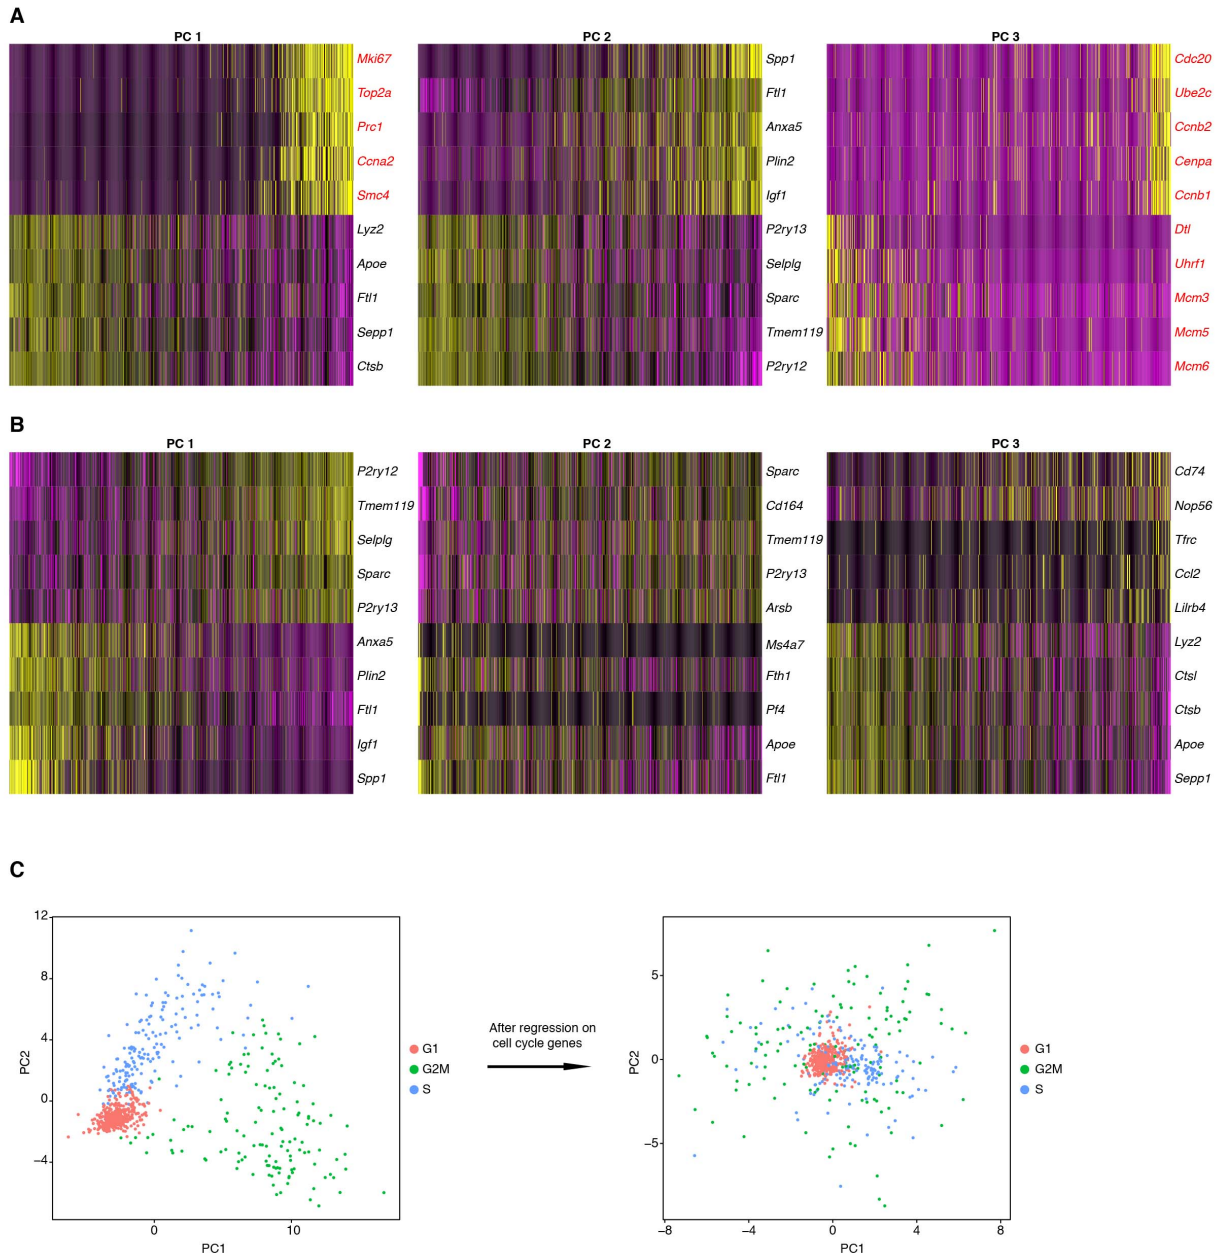 A
PC 1
Mki67
Top2a
Prc1
Ccna2
Smc4
Lyz2
Apoe
Ftl1
Sepp1
Ctsb
PC 2
Spp1
Ftl1
Anxa5
Plin2
Igf1
P2ry13
Selplg
Sparc
Tmem119
P2ry12
PC 3
Cdc20
Ube2c
Ccnb2
Cenpa
Ccnb1
Dtl
Uhrf1
Mcm3
Mcm5
Mcm6
B
PC 1
P2ry12
Tmem119
Selplg
Sparc
P2ry13
Anxa5
Plin2
Ftl1
Igf1
Spp1
PC 2
Sparc
Cd164
Tmem119
P2ry13
Arsb
Ms4a7
Fth1
Pf4
Apoe
Ftl1
PC 3
Cd74
Nop56
Tfrc
Ccl2
Lilrb4
Lyz2
Ctsl
Ctsb
Apoe
Sepp1
C
12
8
4
0
−4
PC2
0
10
PC1
G1
G2M
S
After regression on
cell cycle genes
5
0
−5
PC2
−8
−4
0
4
8
PC1
G1
G2M
S